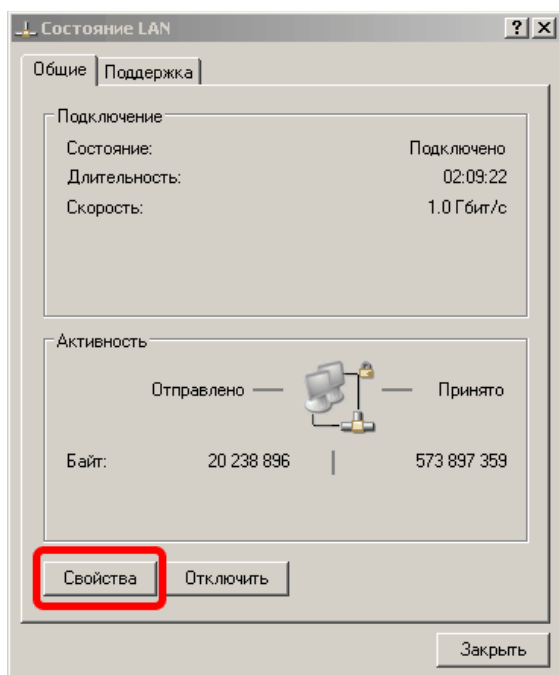 Состояние LAN
Общие Поддержка
Подключение
Состояние: Подключено
Длительность: 02:09:22
Скорость: 1.0 Гбит/с
Активность
Отправлено — — Принято
Байт: 20 238 896 | 573 897 359
Свойства Отключить
Закрыть